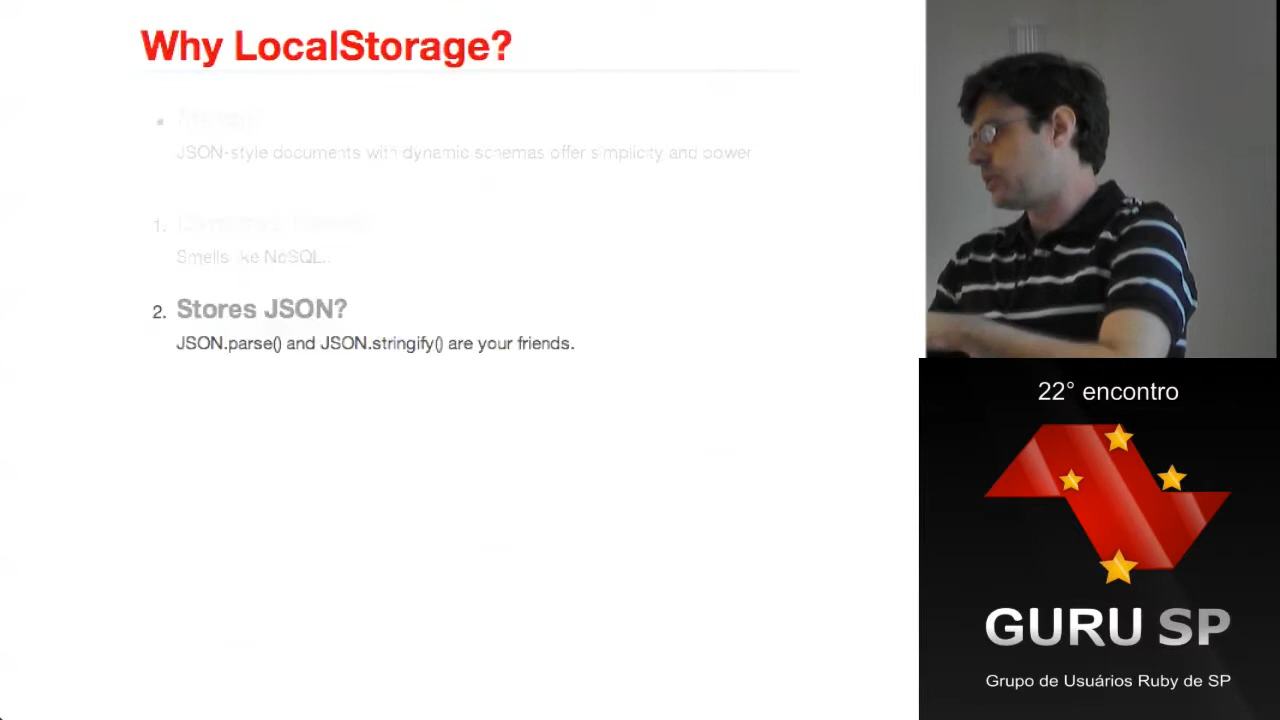 Why LocalStorage?
JSON-style documents with dynamic schemas offer simplicity and power
1.
Smells like NoSQL..
2. Stores JSON?
JSON.parse() and JSON.stringify() are your friends.
22° encontro
GURU SP
Grupo de Usuários Ruby de SP